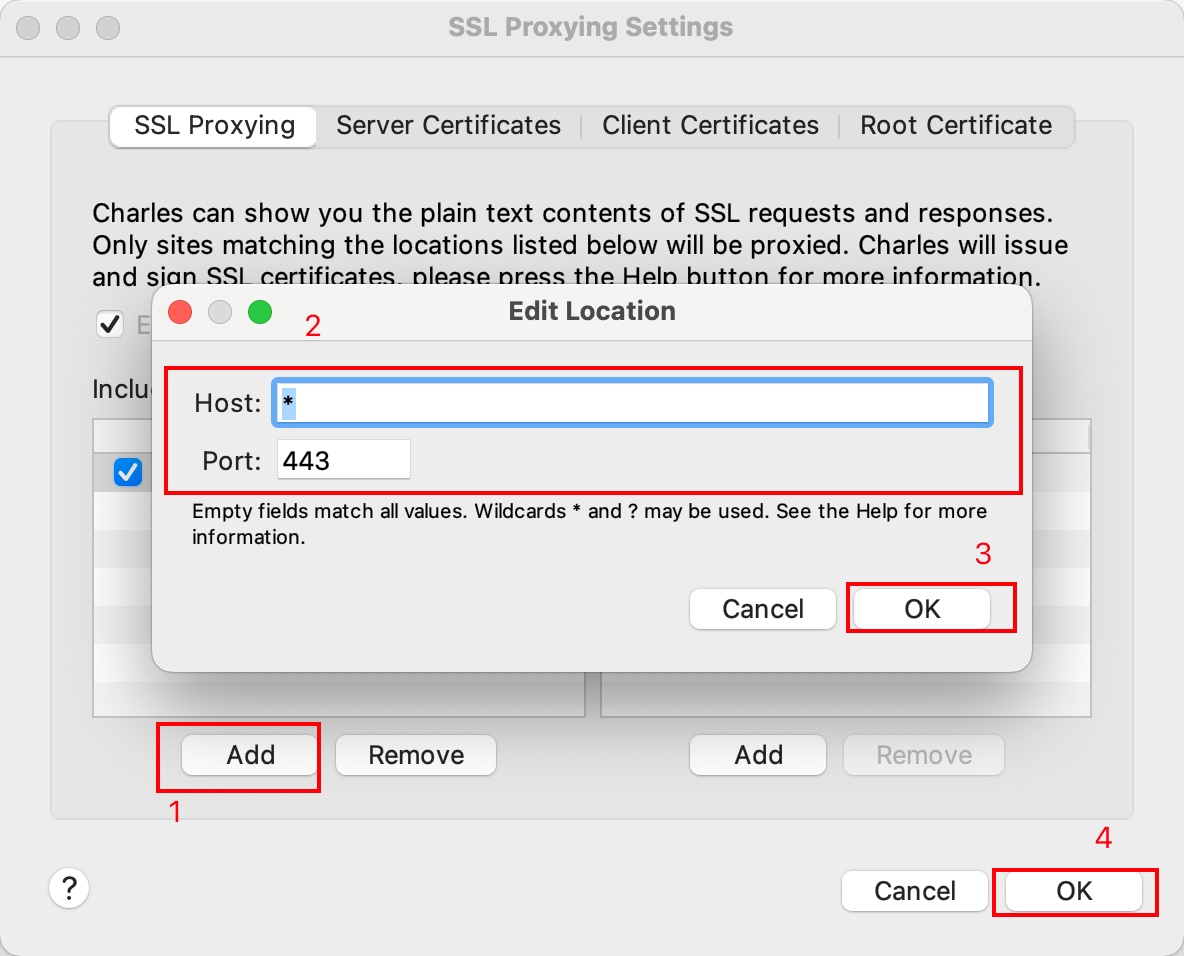 SSL Proxying Settings
SSL Proxying Server Certificates Client Certificates Root Certificate
Charles can show you the plain text contents of SSL requests and responses.
Only sites matching the locations listed below will be proxied. Charles will issue
and sign SSL certificates, please press the Help button for more information.
Edit Location
2
Host: *
Port: 443
Empty fields match all values. Wildcards * and ? may be used. See the Help for more
information.
3
Cancel OK
Add Remove Add Remove
1
4
? Cancel OK